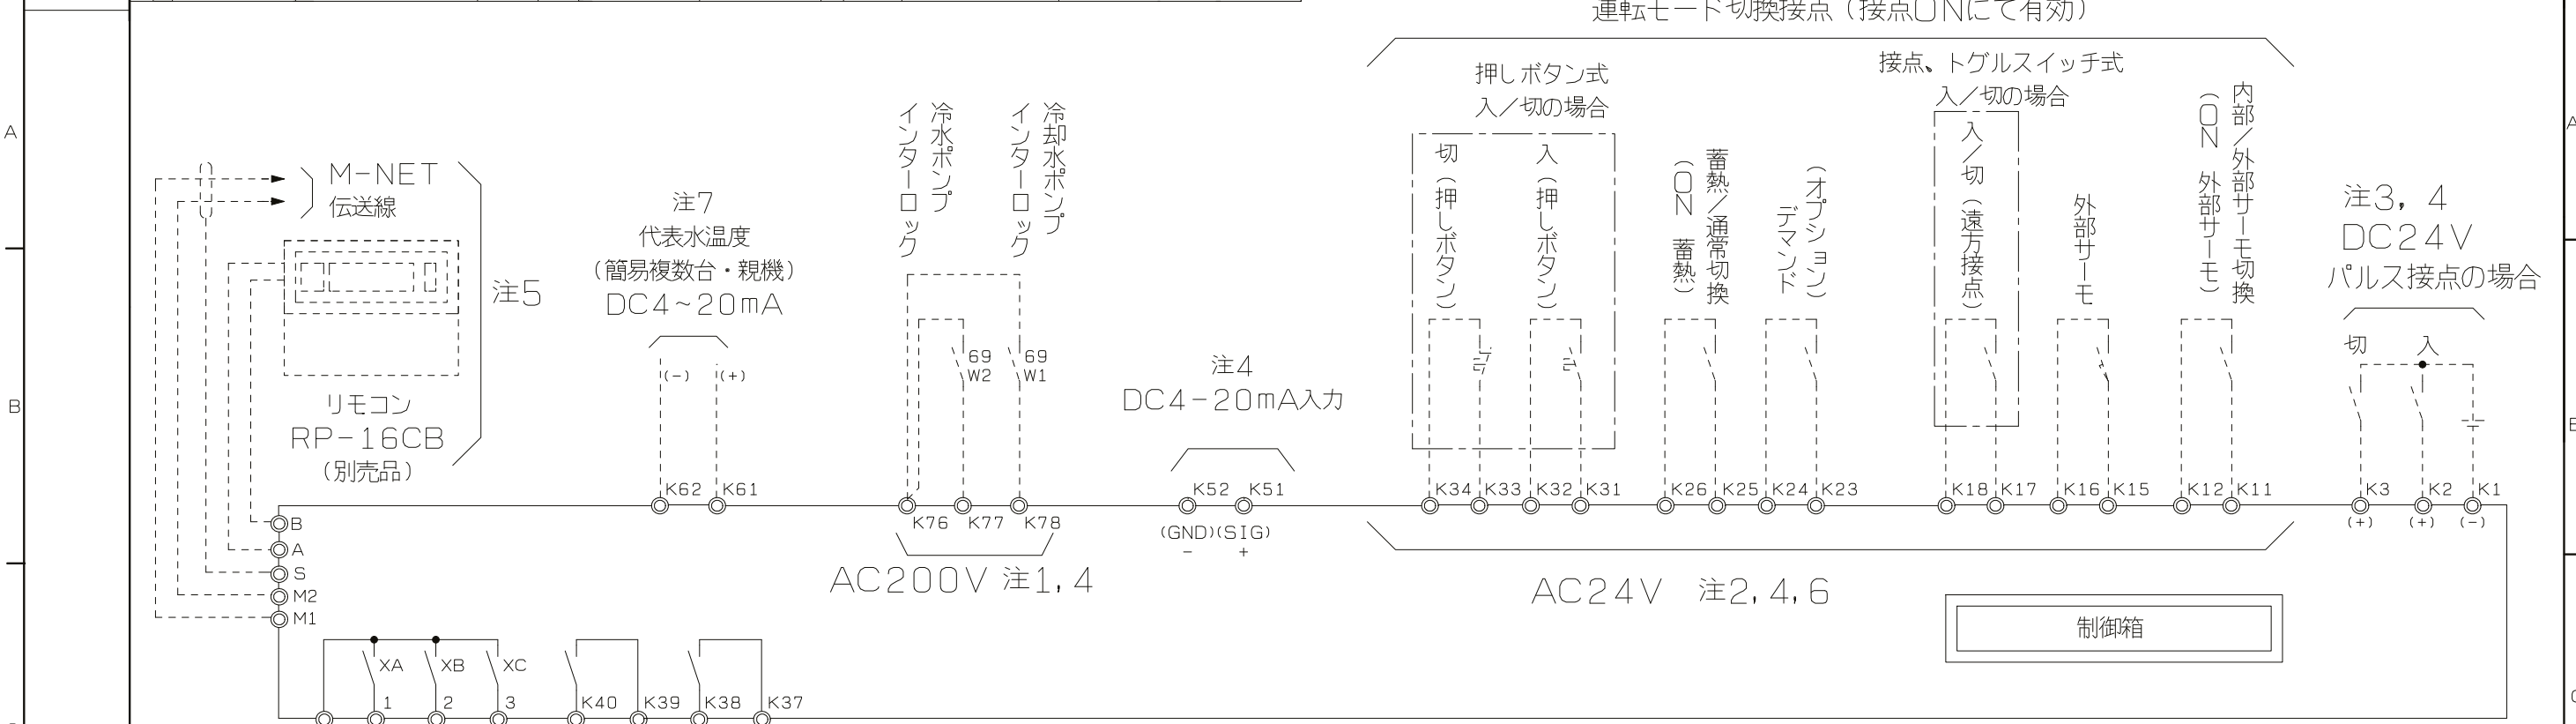 運転モード切換接点（接点ONにて有効）
押しボタン式
入／切の場合
接点、トグルスイッチ式
入／切の場合
A
M-NET
伝送線
注5
リモコン
RP-16CB
（別売品）
注7
代表水温度
（簡易複数台・親機）
DC4~20mA
(-)
(+)
冷水ポンプ
インターロック
冷却水ポンプ
インターロック
69
W2
69
W1
注4
DC4-20mA入力
切（押しボタン）
入（押しボタン）
蓄熱／通常切換
（ON 蓄熱）
（オプション）
デマンド
入／切（遠方接点）
外部サーモ
内部／外部サーモ切換
（ON 外部サーモ）
注3, 4
DC24V
パルス接点の場合
切
入
B
K62
K61
K76
K77
K78
K52
K51
(GND)
(SIG)
-
+
K34
K33
K32
K31
K26
K25
K24
K23
K18
K17
K16
K15
K12
K11
K3
K2
K1
(+)
(+)
(-)
B
A
S
M2
M1
AC200V 注1,4
AC24V 注2,4,6
制御箱
XA
XB
XC
1
2
3
K40
K39
K38
K37